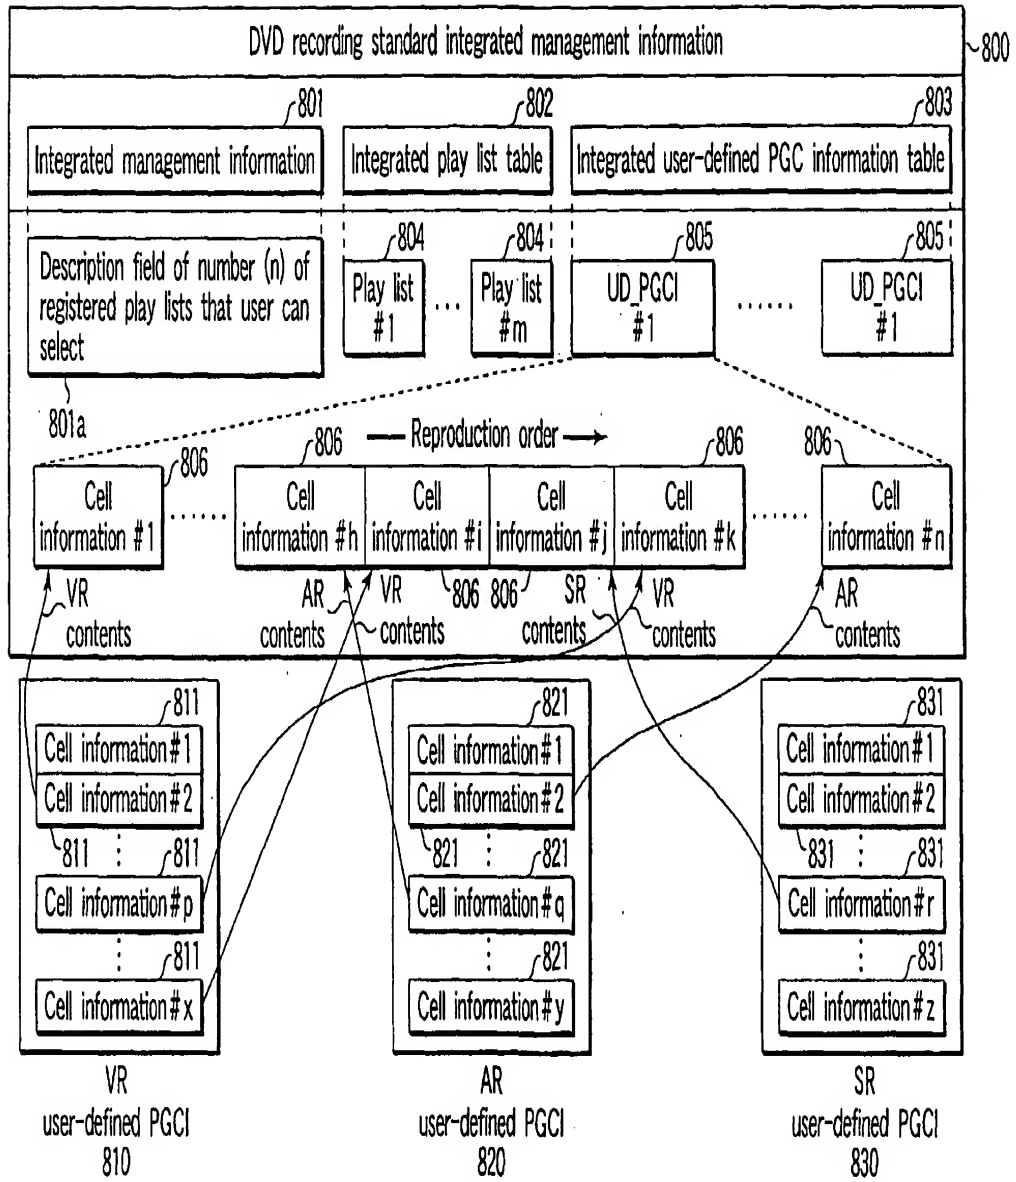 DVD recording standard integrated management information
800
801
802
803
Integrated management information
Integrated play list table
Integrated user-defined PGC information table
804
804
805
805
Description field of number (n) of
registered play lists that user can
select
Play list
#1
Play list
#m
UD_PGCI
#1
UD_PGCI
#1
801a
Reproduction order
806
806
806
806
Cell
information #1
Cell
information #h
Cell
information #i
Cell
information #j
Cell
information #k
Cell
information #n
806
806
VR
contents
AR
contents
VR
contents
SR
contents
VR
contents
AR
contents
811
Cell information#1
Cell information#2
811
811
Cell information#p
811
Cell information#x
VR
user-defined PGCI
810
821
Cell information#1
Cell information#2
821
821
Cell information#q
821
Cell information#y
AR
user-defined PGCI
820
831
Cell information#1
Cell information#2
831
831
Cell information#r
831
Cell information#z
SR
user-defined PGCI
830